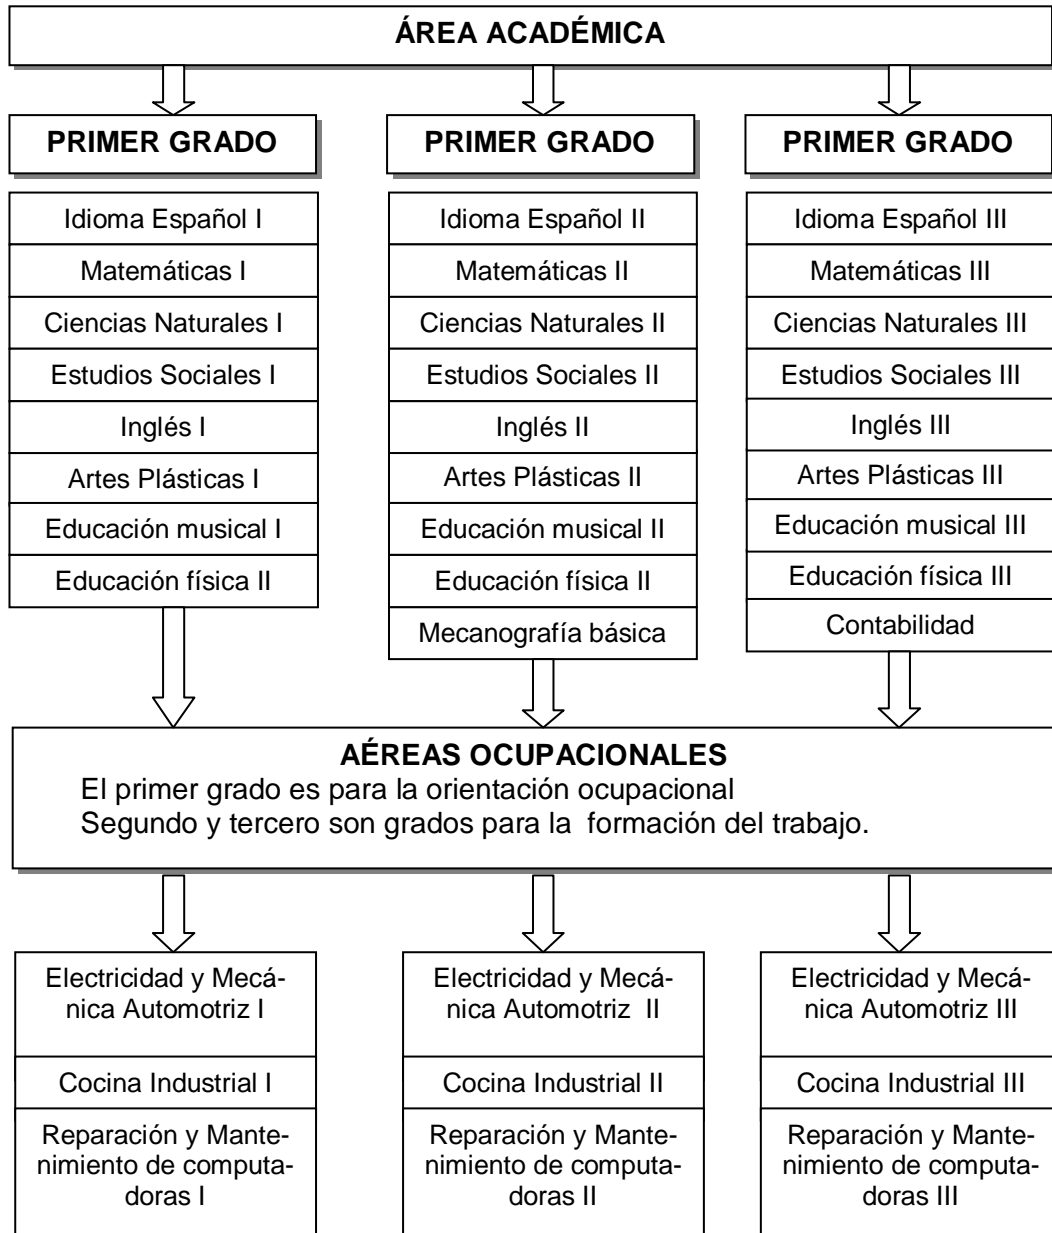 ÁREA ACADÉMICA
PRIMER GRADO
Idioma Español I
Matemáticas I
Ciencias Naturales I
Estudios Sociales I
Inglés I
Artes Plásticas I
Educación musical I
Educación física II
PRIMER GRADO
Idioma Español II
Matemáticas II
Ciencias Naturales II
Estudios Sociales II
Inglés II
Artes Plásticas II
Educación musical II
Educación física II
Mecanografía básica
PRIMER GRADO
Idioma Español III
Matemáticas III
Ciencias Naturales III
Estudios Sociales III
Inglés III
Artes Plásticas III
Educación musical III
Educación física III
Contabilidad
AÉREAS OCUPACIONALES
El primer grado es para la orientación ocupacional
Segundo y tercero son grados para la  formación del trabajo.
Electricidad y Mecá-
nica Automotriz I
Cocina Industrial I
Reparación y Mante-
nimiento de computa-
doras I
Electricidad y Mecá-
nica Automotriz  II
Cocina Industrial II
Reparación y Mante-
nimiento de computa-
doras II
Electricidad y Mecá-
nica Automotriz III
Cocina Industrial III
Reparación y Mante-
nimiento de computa-
doras III